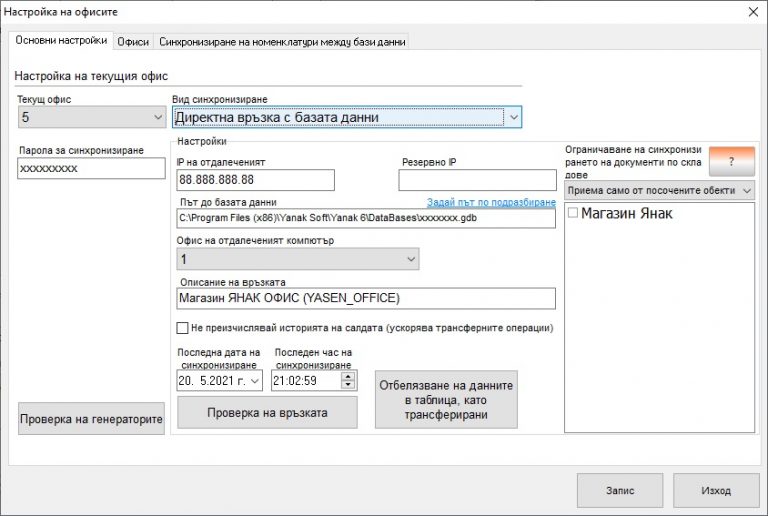 Настройка на офисите
Основни настройки
Офиси
Синхронизиране на номенклатури между бази данни
Настройка на текущия офис
Текущ офис
5
Вид синхронизиране
Директна връзка с базата данни
Парола за синхронизиране
xxxxxxxxx
Настройки
IP на отдалеченият
88.888.888.88
Резервно IP
Път до базата данни
Задай път по подразбиране
C:\Program Files (x86)\Yanak Soft\Yanak 6\DataBases\xxxxxxx.gdb
Офис на отдалеченият компютър
1
Описание на връзката
Магазин ЯНАК ОФИС (YASEN_OFFICE)
Не преизчислявай историята на салдата (ускорява трансферните операции)
Последна дата на
синхронизиране
20. 5.2021 г.
Последен час на
синхронизиране
21:02:59
Проверка на връзката
Отбелязване на данните
в таблица, като
трансферирани
Проверка на генераторите
Ограничаване на синхронизи
рането на документи по скла
дове
?
Приема само от посочените обекти
Магазин Янак
Запис
Изход